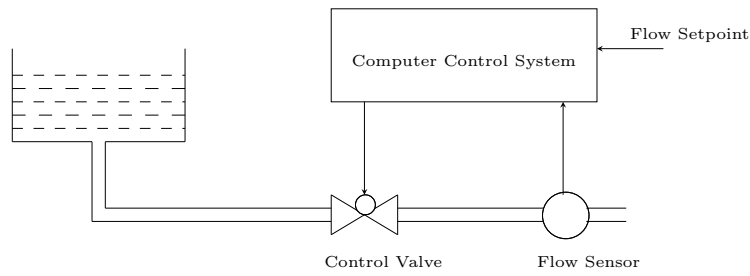 Flow Setpoint
Computer Control System
Control Valve
Flow Sensor